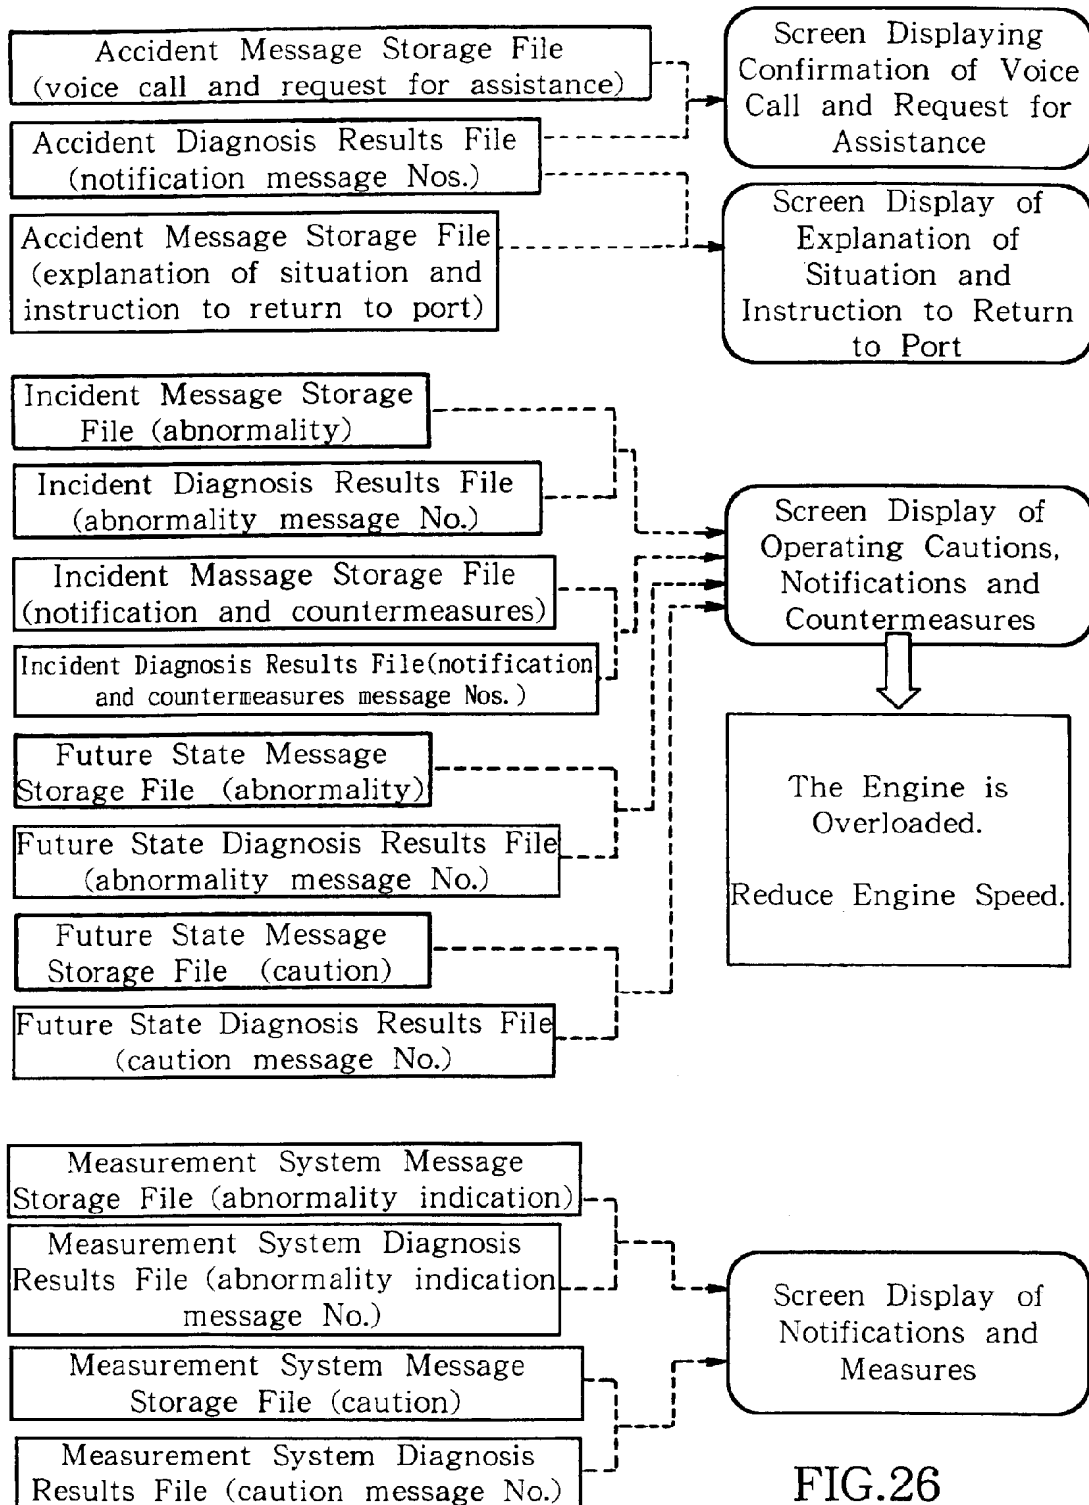 Accident Message Storage File
(voice call and request for assistance)
Accident Diagnosis Results File
(notification message Nos.)
Accident Message Storage File
(explanation of situation and
instruction to return to port)
Screen Displaying
Confirmation of Voice
Call and Request for
Assistance
Screen Display of
Explanation of
Situation and
Instruction to Return
to Port
Incident Message Storage
File (abnormality)
Incident Diagnosis Results File
(abnormality message No.)
Incident Massage Storage File
(notification and countermeasures)
Incident Diagnosis Results File(notification
and countermeasures message Nos.)
Future State Message
Storage File (abnormality)
Future State Diagnosis Results File
(abnormality message No.)
Future State Message
Storage File (caution)
Future State Diagnosis Results File
(caution message No.)
Screen Display of
Operating Cautions,
Notifications and
Countermeasures
The Engine is
Overloaded.
Reduce Engine Speed.
Measurement System Message
Storage File (abnormality indication)
Measurement System Diagnosis
Results File (abnormality indication
message No.)
Measurement System Message
Storage File (caution)
Measurement System Diagnosis
Results File (caution message No.)
Screen Display of
Notifications and
Measures
FIG.26